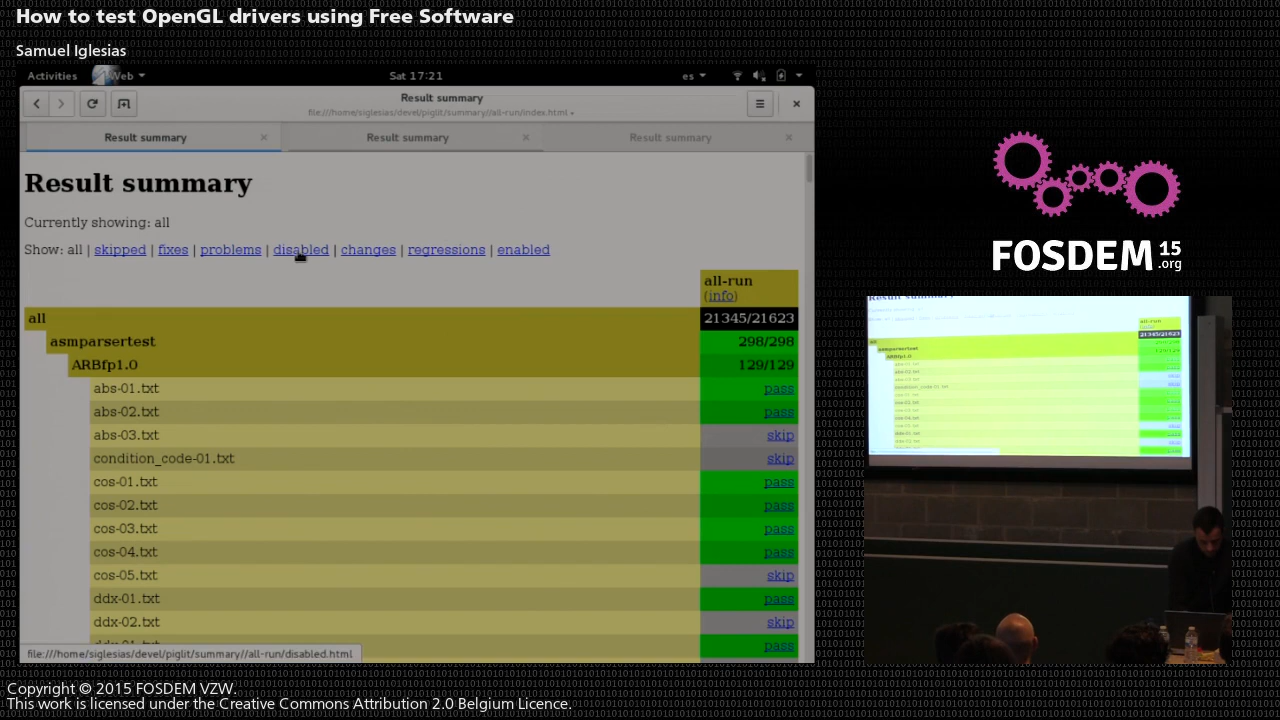 How to test OpenGL drivers using Free Software
Samuel Iglesias
Activities Web Sat 17:21 es
Result summary
file:///home/siglesias/devel/piglit/summary//all-run/index.html
Result summary Result summary Result summary
Result summary
Currently showing: all
Show: all | skipped | fixes | problems | disabled | changes | regressions | enabled
all-run
(info)
all 21345/21623
asmparsertest 298/298
ARBfp1.0 129/129
abs-01.txt pass
abs-02.txt pass
abs-03.txt skip
condition_code-01.txt skip
cos-01.txt pass
cos-02.txt pass
cos-03.txt pass
cos-04.txt pass
cos-05.txt skip
ddx-01.txt pass
ddx-02.txt skip
pass
file:///home/siglesias/devel/piglit/summary//all-run/disabled.html
FOSDEM 15
.org
Copyright © 2015 FOSDEM VZW.
This work is licensed under the Creative Commons Attribution 2.0 Belgium Licence.